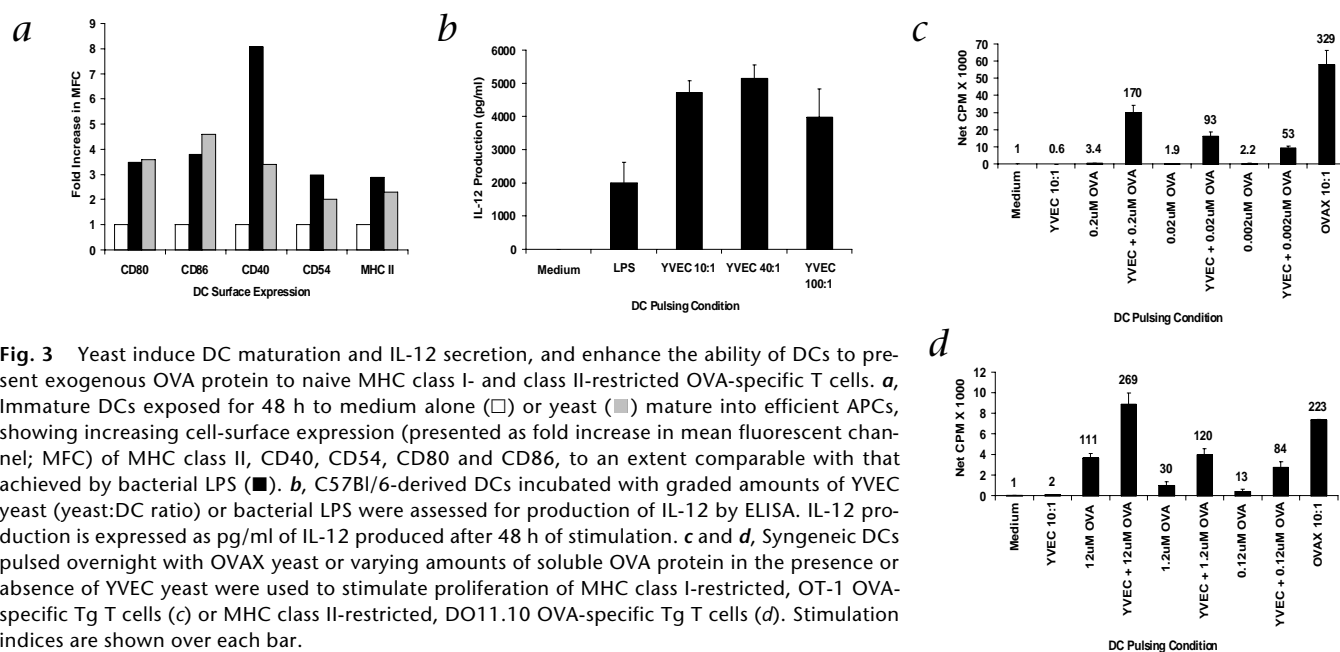 a
9
8
7
6
5
4
3
2
1
0
Fold Increase in MFC
CD80 CD86 CD40 CD54 MHC II
DC Surface Expression
b
6000
5000
4000
3000
2000
1000
0
IL-12 Production (pg/ml)
Medium LPS YVEC 10:1 YVEC 40:1 YVEC
100:1
DC Pulsing Condition
c
70
60
50
40
30
20
10
0
Net CPM X 1000
1 0.6 3.4 170 1.9 93 2.2 53 329
Medium
YVEC 10:1
0.2uM OVA
YVEC + 0.2uM OVA
0.02uM OVA
YVEC + 0.02uM OVA
0.002uM OVA
YVEC + 0.002uM OVA
OVAX 10:1
DC Pulsing Condition
d
12
10
8
6
4
2
0
Net CPM X 1000
1 2 111 269 30 120 13 84 223
Medium
YVEC 10:1
12uM OVA
YVEC + 12uM OVA
1.2uM OVA
YVEC + 1.2uM OVA
0.12uM OVA
YVEC + 0.12uM OVA
OVAX 10:1
DC Pulsing Condition
Fig. 3 Yeast induce DC maturation and IL-12 secretion, and enhance the ability of DCs to pre-
sent exogenous OVA protein to naive MHC class I- and class II-restricted OVA-specific T cells. a,
Immature DCs exposed for 48 h to medium alone (□) or yeast (■) mature into efficient APCs,
showing increasing cell-surface expression (presented as fold increase in mean fluorescent chan-
nel; MFC) of MHC class II, CD40, CD54, CD80 and CD86, to an extent comparable with that
achieved by bacterial LPS (■). b, C57Bl/6-derived DCs incubated with graded amounts of YVEC
yeast (yeast:DC ratio) or bacterial LPS were assessed for production of IL-12 by ELISA. IL-12 pro-
duction is expressed as pg/ml of IL-12 produced after 48 h of stimulation. c and d, Syngeneic DCs
pulsed overnight with OVAX yeast or varying amounts of soluble OVA protein in the presence or
absence of YVEC yeast were used to stimulate proliferation of MHC class I-restricted, OT-1 OVA-
specific Tg T cells (c) or MHC class II-restricted, DO11.10 OVA-specific Tg T cells (d). Stimulation
indices are shown over each bar.